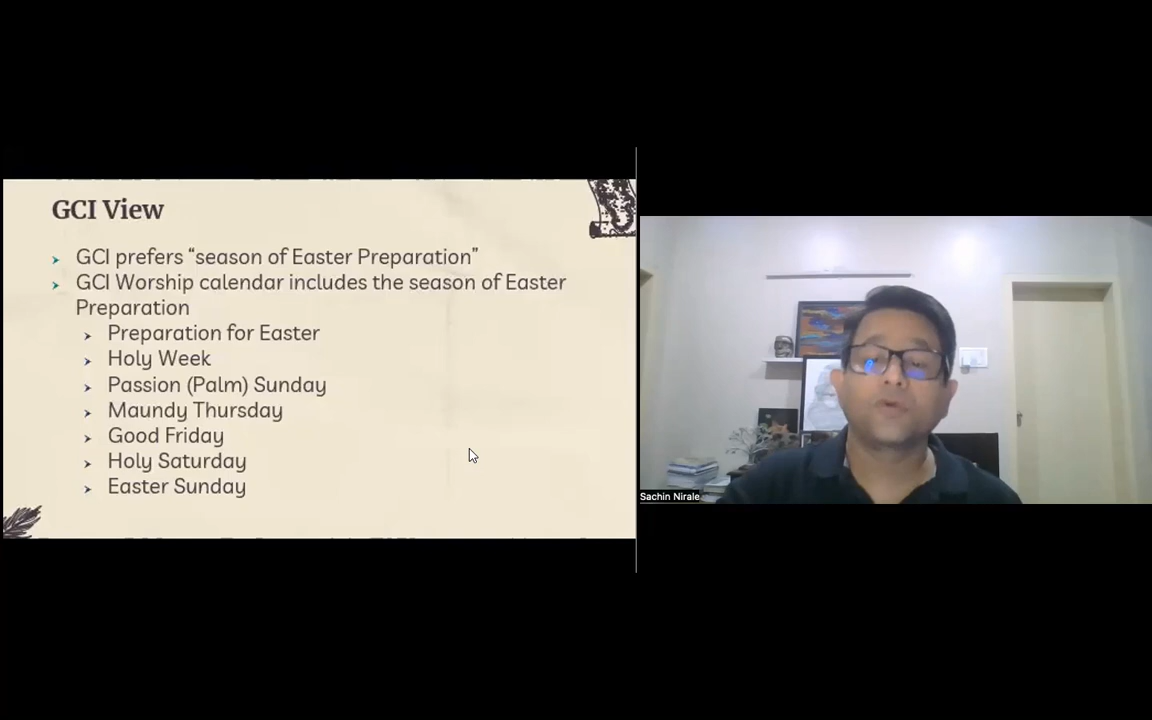 GCI View
GCI prefers “season of Easter Preparation”
GCI Worship calendar includes the season of Easter
Preparation
Preparation for Easter
Holy Week
Passion (Palm) Sunday
Maundy Thursday
Good Friday
Holy Saturday
Easter Sunday
Sachin Nirale